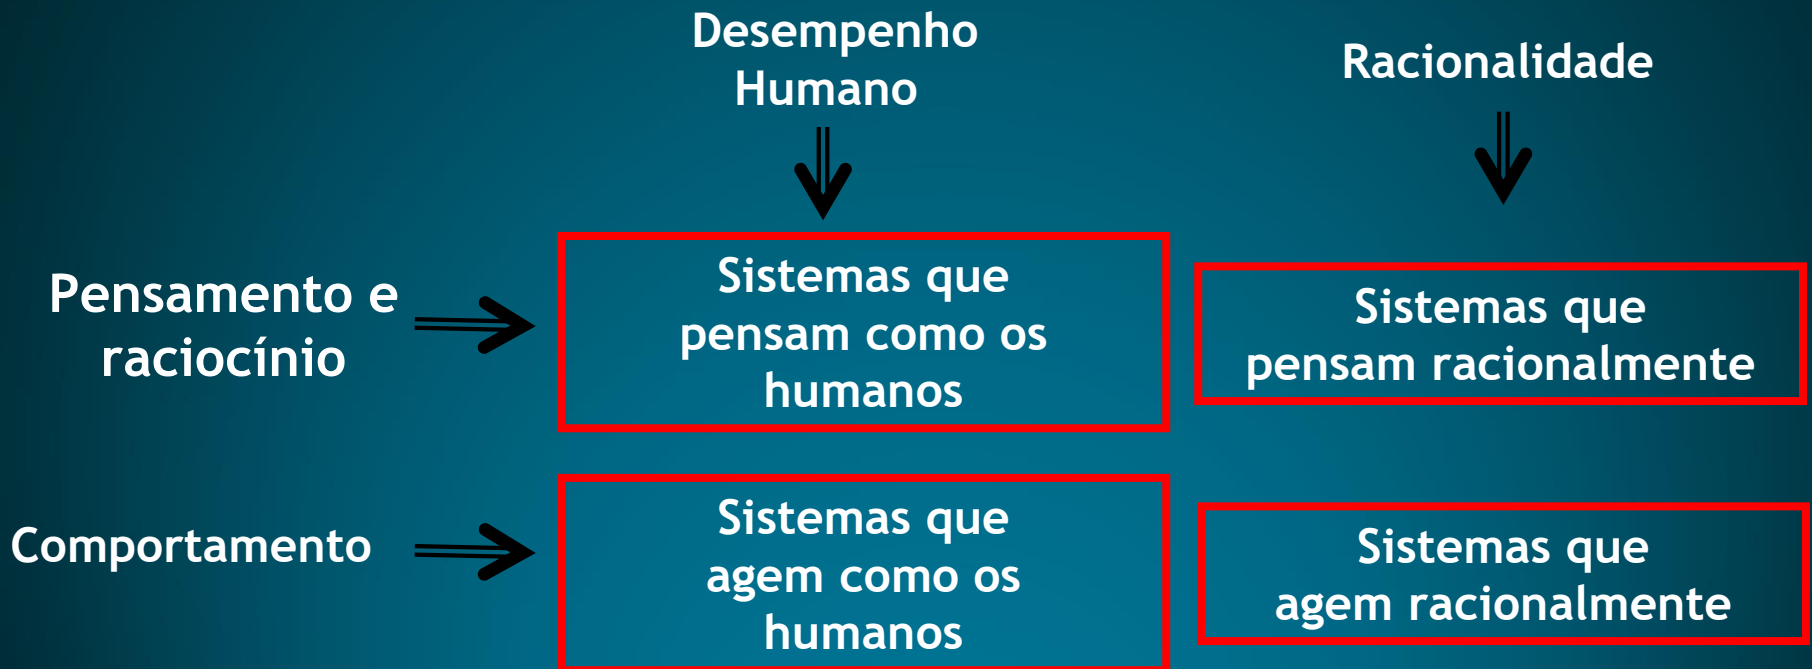 Desempenho
Humano
Racionalidade
Pensamento e
raciocínio
Sistemas que
pensam como os
humanos
Sistemas que
pensam racionalmente
Comportamento
Sistemas que
agem como os
humanos
Sistemas que
agem racionalmente